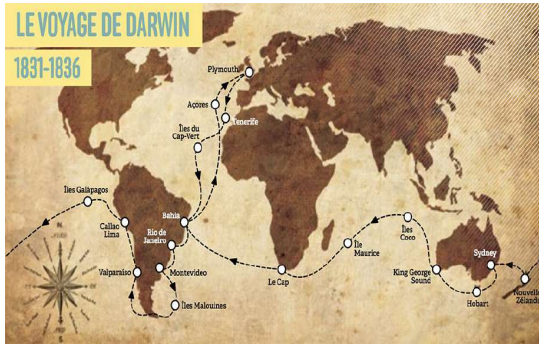 LE VOYAGE DE DARWIN
1831-1836
Plymouth
Açores
Tenerife
Îles du
Cap-Vert
Îles Galápagos
Callao
Lima
Bahia
Rio de
Janeiro
Valparaíso
Montevideo
Îles Malouines
Le Cap
Île
Maurice
Îles
Coco
King George
Sound
Sydney
Hobart
Nouvelle
Zélande
S